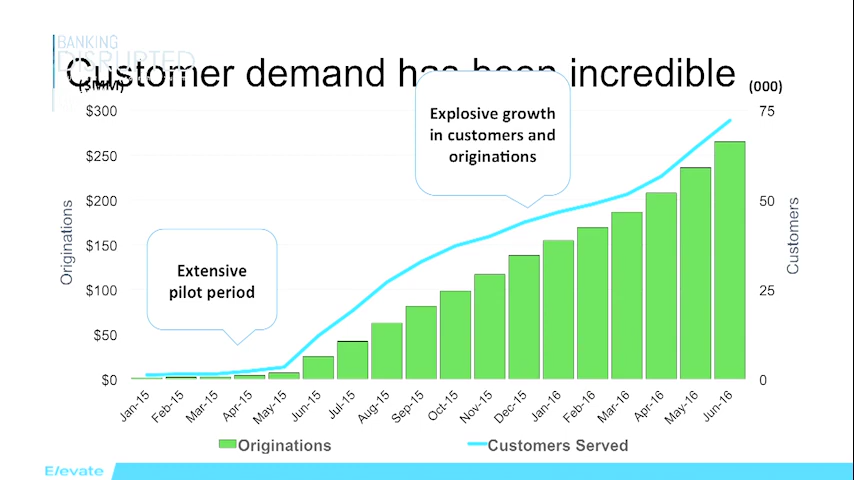 BANKING
DISRUPTED
Customer demand has been incredible
($MM)
(000)
$300
$250
$200
$150
$100
$50
$0
75
50
25
0
Originations
Customers
Explosive growth
in customers and
originations
Extensive
pilot period
Jan-15
Feb-15
Mar-15
Apr-15
May-15
Jun-15
Jul-15
Aug-15
Sep-15
Oct-15
Nov-15
Dec-15
Jan-16
Feb-16
Mar-16
Apr-16
May-16
Jun-16
Originations
Customers Served
Elevate